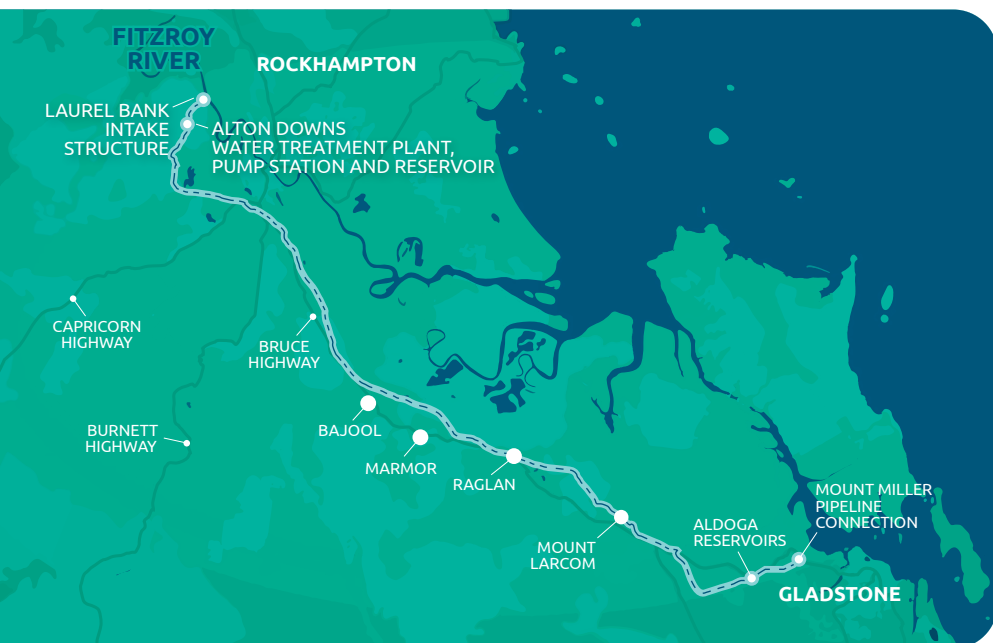 FITZROY
RIVER
ROCKHAMPTON
LAUREL BANK
INTAKE
STRUCTURE
ALTON DOWNS
WATER TREATMENT PLANT,
PUMP STATION AND RESERVOIR
CAPRICORN
HIGHWAY
BRUCE
HIGHWAY
BURNETT
HIGHWAY
BAJOOL
MARMOR
RAGLAN
MOUNT
LARCOM
ALDOGA
RESERVOIRS
MOUNT MILLER
PIPELINE
CONNECTION
GLADSTONE